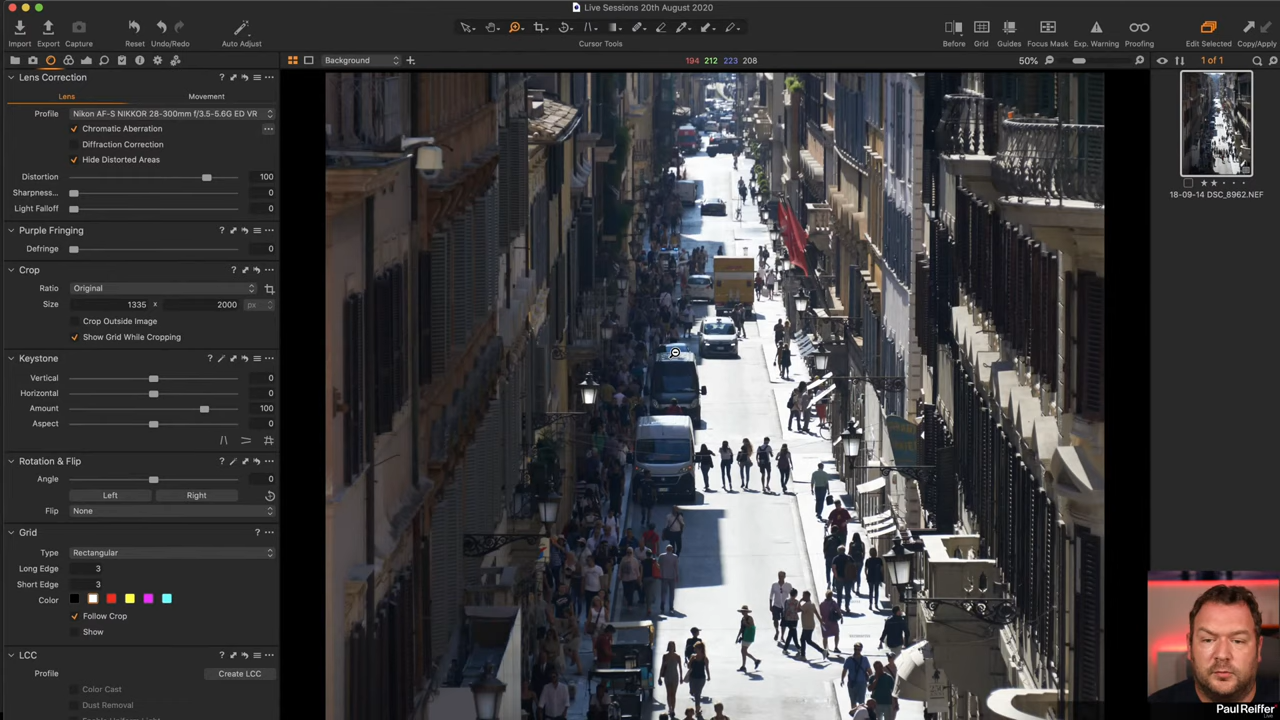 Live Sessions 20th August 2020
Import Export Capture Reset Undo/Redo Auto Adjust Cursor Tools Before Grid Guides Focus Mask Exp. Warning Proofing Edit Selected Copy/Apply
Background 194 212 223 208 50% 1 of 1
Lens Correction
Lens Movement
Profile Nikon AF-S NIKKOR 28-300mm f/3.5-5.6G ED VR
Chromatic Aberration
Diffraction Correction
Hide Distorted Areas
Distortion 100
Sharpness... 0
Light Falloff 0
Purple Fringing
Defringe 0
Crop
Ratio Original
Size 1335 x 2000 px
Crop Outside Image
Show Grid While Cropping
Keystone
Vertical 0
Horizontal 0
Amount 100
Aspect 0
Rotation & Flip
Angle 0
Left Right
Flip None
Grid
Type Rectangular
Long Edge 3
Short Edge 3
Color
Follow Crop
Show
LCC
Profile Create LCC
Color Cast
Dust Removal
18-09-14 DSC_8962.NEF
Paul Reiffer